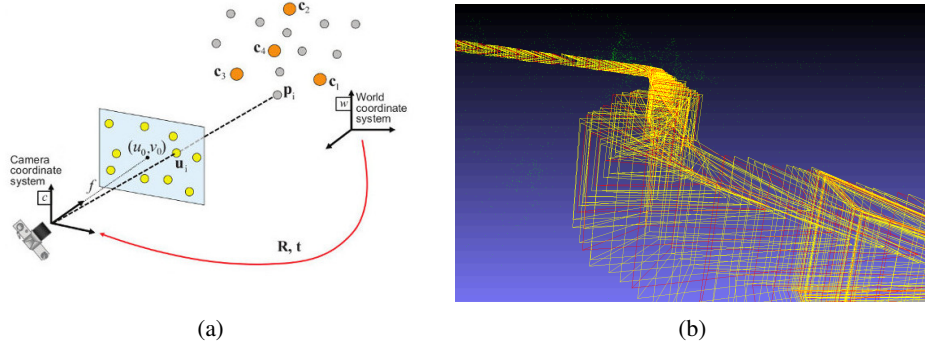 c₂
c₄
c₃
c₁
pᵢ
w
World
coordinate
system
(u₀,v₀)
uᵢ
Camera
coordinate
system
f
c
R, t
(a)
(b)